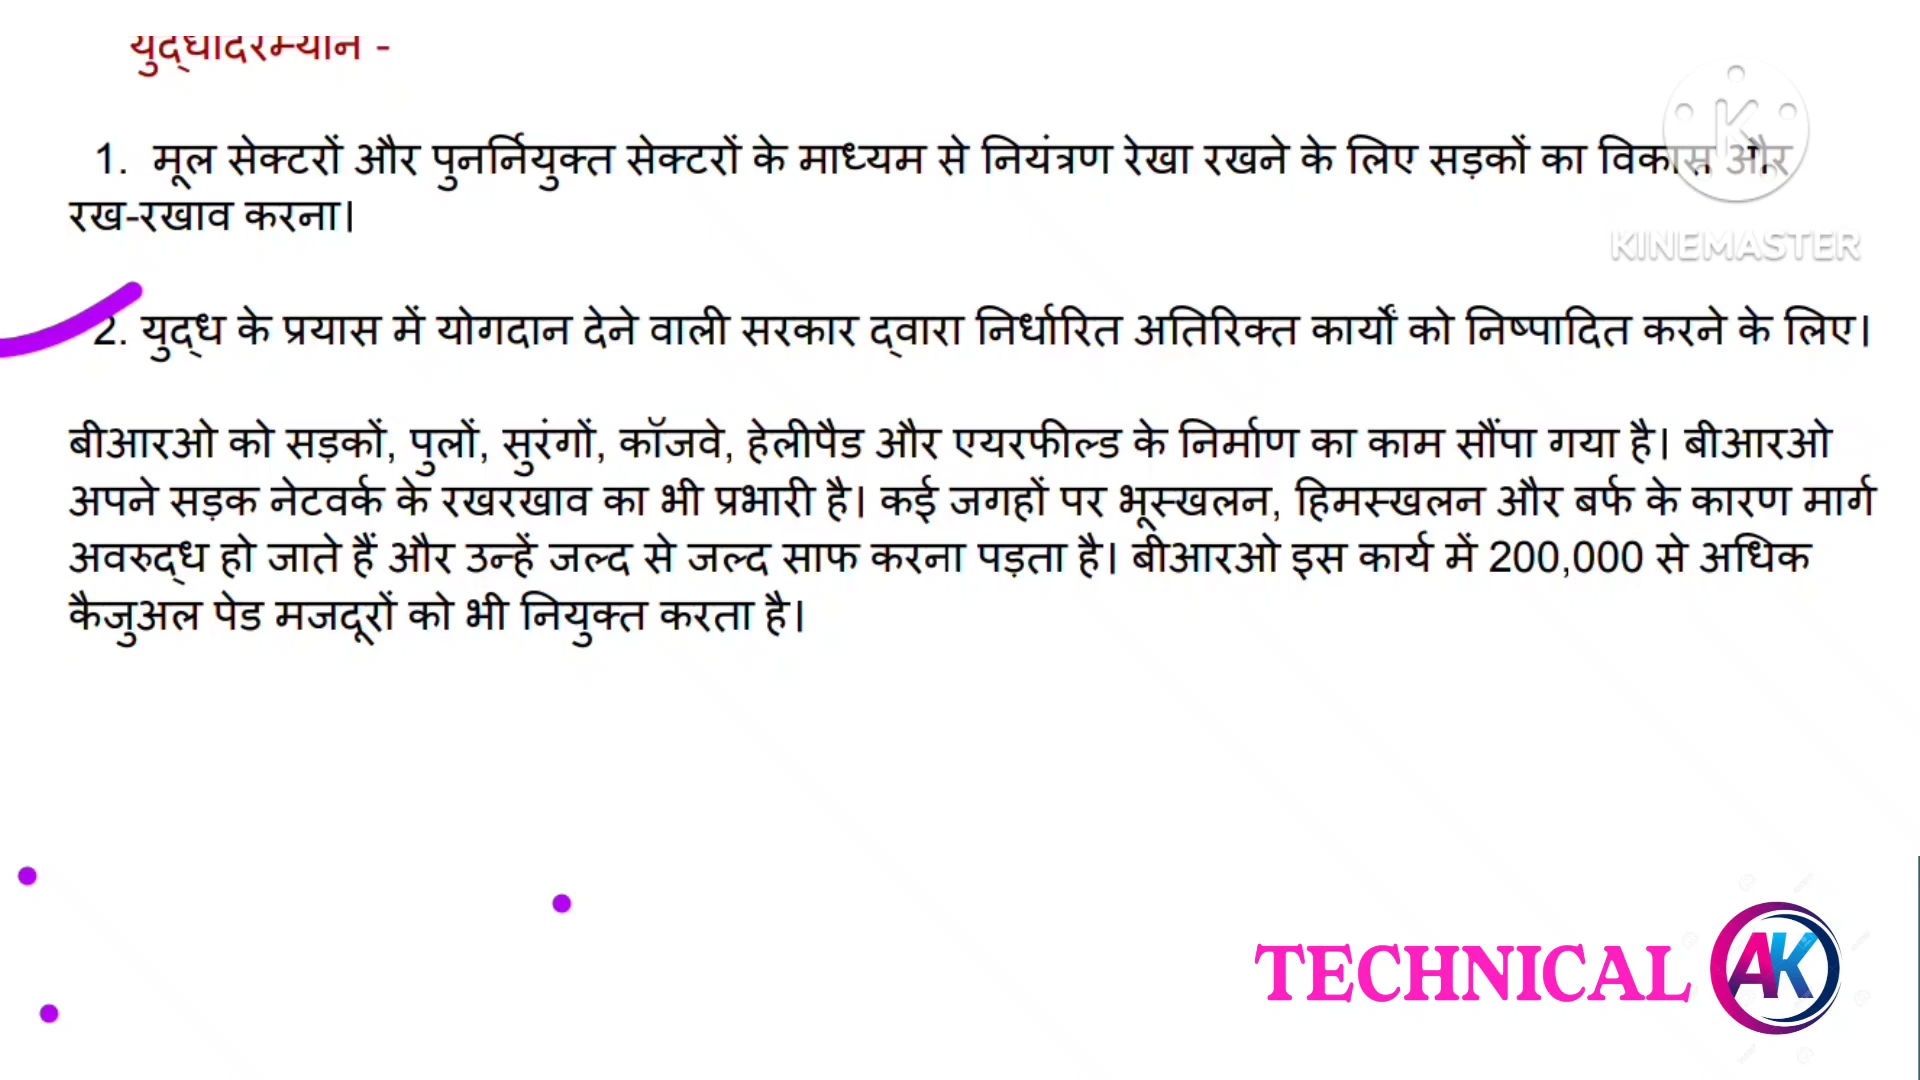 युद्धादरम्यान -
1. मूल सेक्टरों और पुनर्नियुक्त सेक्टरों के माध्यम से नियंत्रण रेखा रखने के लिए सड़कों का विकास और
रख-रखाव करना।
KINEMASTER
2. युद्ध के प्रयास में योगदान देने वाली सरकार द्वारा निर्धारित अतिरिक्त कार्यों को निष्पादित करने के लिए।
बीआरओ को सड़कों, पुलों, सुरंगों, कॉजवे, हेलीपैड और एयरफील्ड के निर्माण का काम सौंपा गया है। बीआरओ
अपने सड़क नेटवर्क के रखरखाव का भी प्रभारी है। कई जगहों पर भूस्खलन, हिमस्खलन और बर्फ के कारण मार्ग
अवरुद्ध हो जाते हैं और उन्हें जल्द से जल्द साफ करना पड़ता है। बीआरओ इस कार्य में 200,000 से अधिक
कैजुअल पेड मजदूरों को भी नियुक्त करता है।
TECHNICAL AK